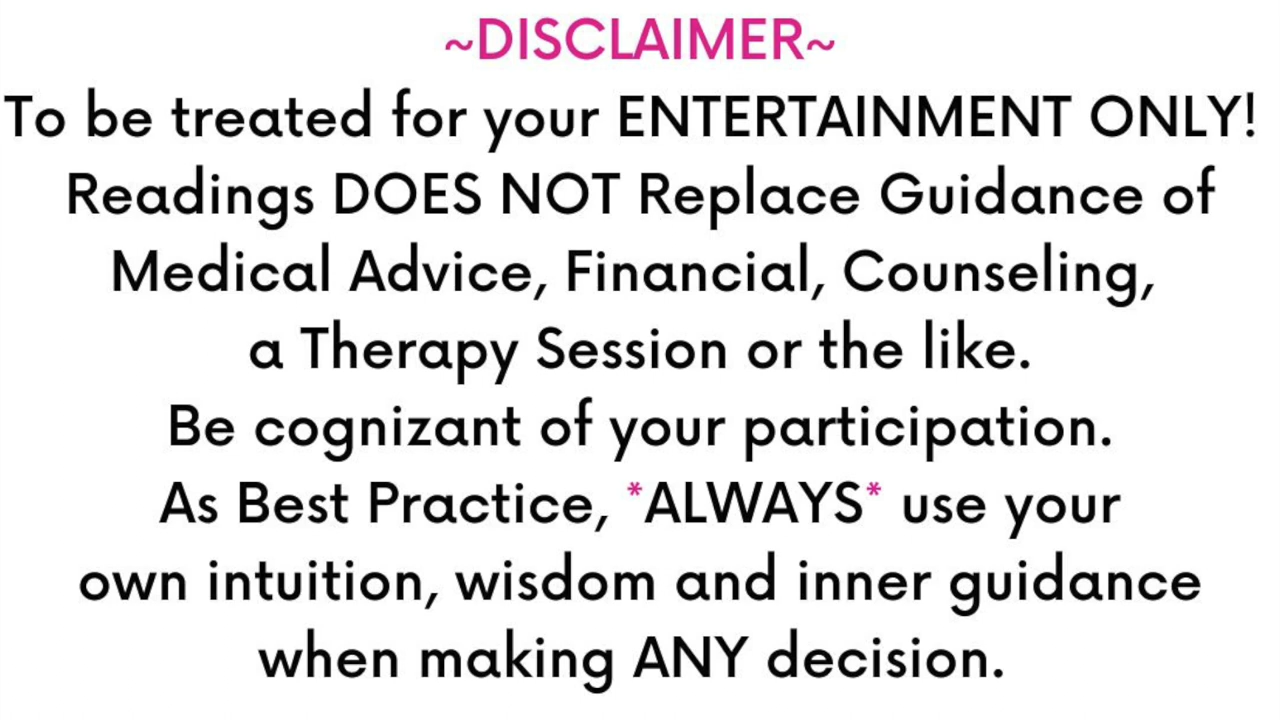 ~DISCLAIMER~
To be treated for your ENTERTAINMENT ONLY!
Readings DOES NOT Replace Guidance of
Medical Advice, Financial, Counseling,
a Therapy Session or the like.
Be cognizant of your participation.
As Best Practice, *ALWAYS* use your
own intuition, wisdom and inner guidance
when making ANY decision.